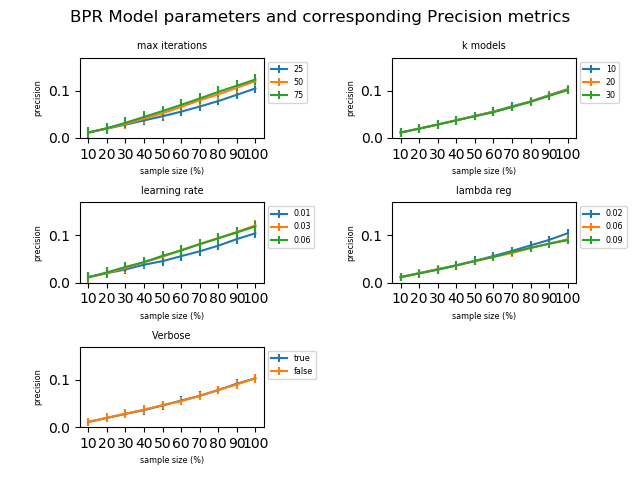 BPR Model parameters and corresponding Precision metrics
max iterations
precision
0.1
0.0
10 20 30 40 50 60 70 80 90 100
sample size (%)
25
50
75
k models
precision
0.1
0.0
10 20 30 40 50 60 70 80 90 100
sample size (%)
10
20
30
learning rate
precision
0.1
0.0
10 20 30 40 50 60 70 80 90 100
sample size (%)
0.01
0.03
0.06
lambda reg
precision
0.1
0.0
10 20 30 40 50 60 70 80 90 100
sample size (%)
0.02
0.06
0.09
Verbose
precision
0.1
0.0
10 20 30 40 50 60 70 80 90 100
sample size (%)
true
false